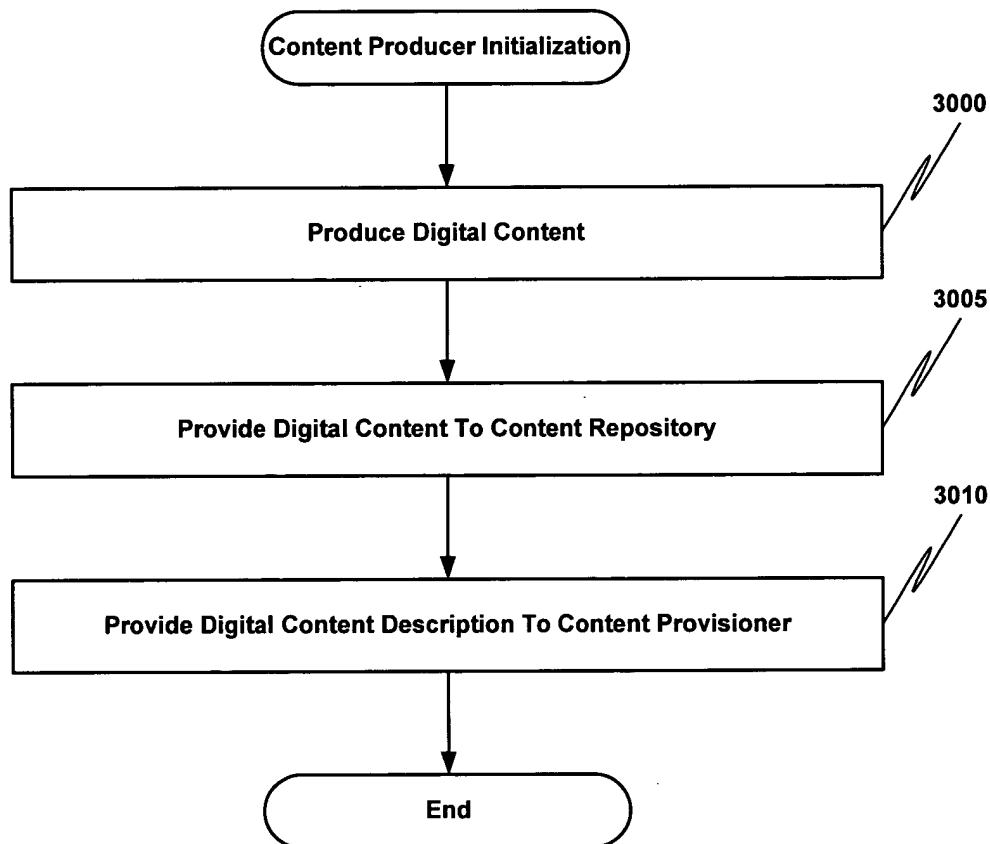 Content Producer Initialization
3000
Produce Digital Content
3005
Provide Digital Content To Content Repository
3010
Provide Digital Content Description To Content Provisioner
End